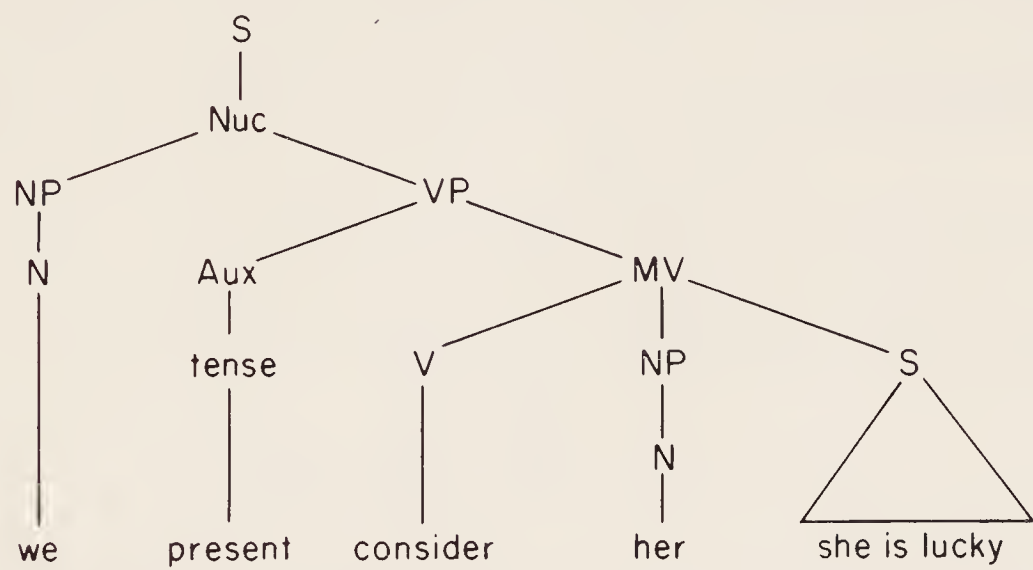 S
Nuc
NP VP
N Aux MV
tense V NP S
N
we present consider her she is lucky